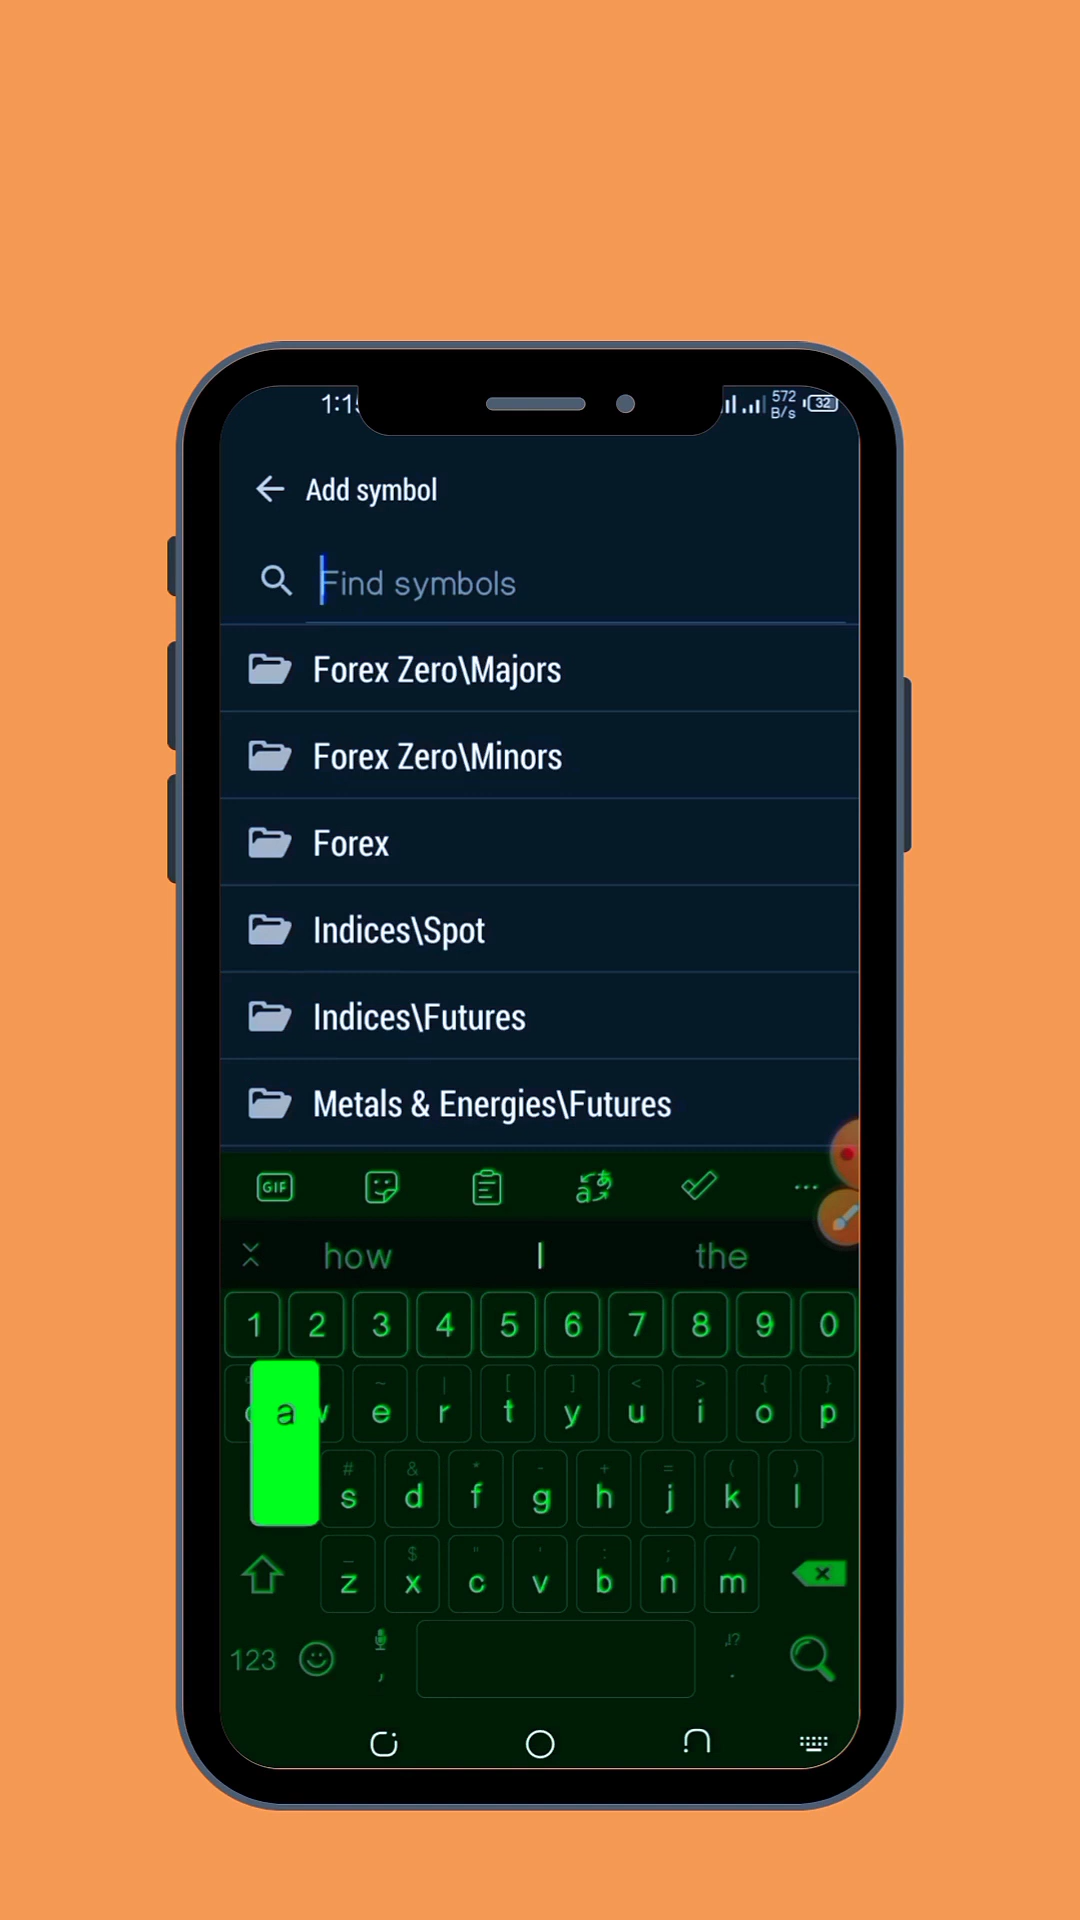 1:15
572
B/s
32
Add symbol
Find symbols
Forex Zero\Majors
Forex Zero\Minors
Forex
Indices\Spot
Indices\Futures
Metals & Energies\Futures
GIF
how I the
1 2 3 4 5 6 7 8 9 0
~ | [ ] < > { }
a w e r t y u i o p
# & * - + = ( )
s d f g h j k l
_ $ " ' : ; /
z x c v b n m
123 , .